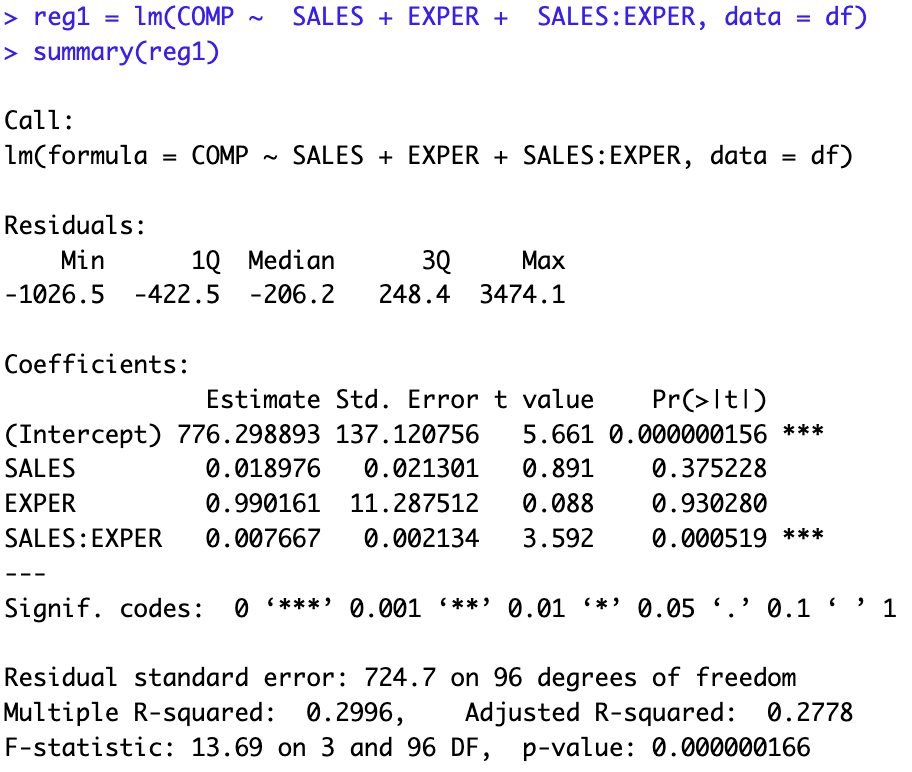 > reg1 = lm(COMP ~  SALES + EXPER +  SALES:EXPER, data = df)
> summary(reg1)

Call:
lm(formula = COMP ~ SALES + EXPER + SALES:EXPER, data = df)

Residuals:
    Min      1Q  Median      3Q     Max
-1026.5  -422.5  -206.2   248.4  3474.1

Coefficients:
              Estimate Std. Error t value    Pr(>|t|)
(Intercept) 776.298893 137.120756   5.661 0.000000156 ***
SALES         0.018976   0.021301   0.891    0.375228
EXPER         0.990161  11.287512   0.088    0.930280
SALES:EXPER   0.007667   0.002134   3.592    0.000519 ***
---
Signif. codes:  0 ‘***’ 0.001 ‘**’ 0.01 ‘*’ 0.05 ‘.’ 0.1 ‘ ’ 1

Residual standard error: 724.7 on 96 degrees of freedom
Multiple R-squared:  0.2996,    Adjusted R-squared:  0.2778
F-statistic: 13.69 on 3 and 96 DF,  p-value: 0.000000166